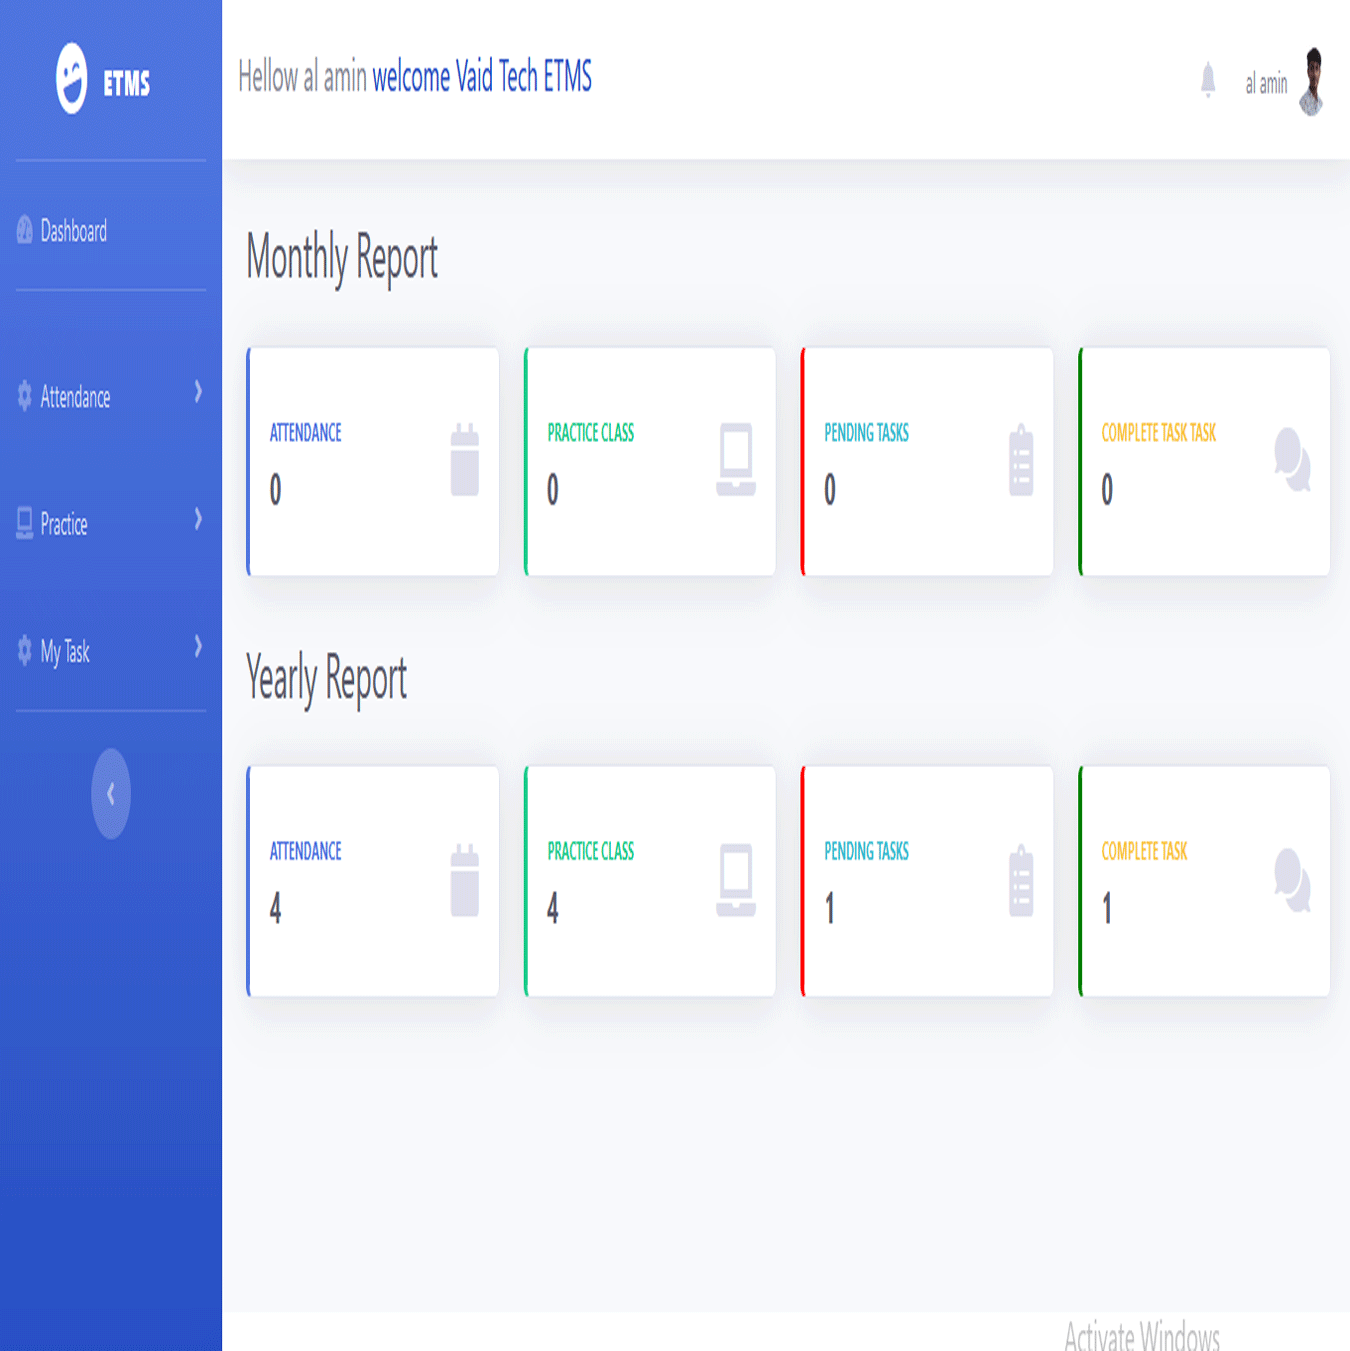 ETMS
Hellow al amin welcome Vaid Tech ETMS
al amin
Dashboard
Attendance
Practice
My Task
Monthly Report
ATTENDANCE
0
PRACTICE CLASS
0
PENDING TASKS
0
COMPLETE TASK TASK
0
Yearly Report
ATTENDANCE
4
PRACTICE CLASS
4
PENDING TASKS
1
COMPLETE TASK
1
Activate Windows